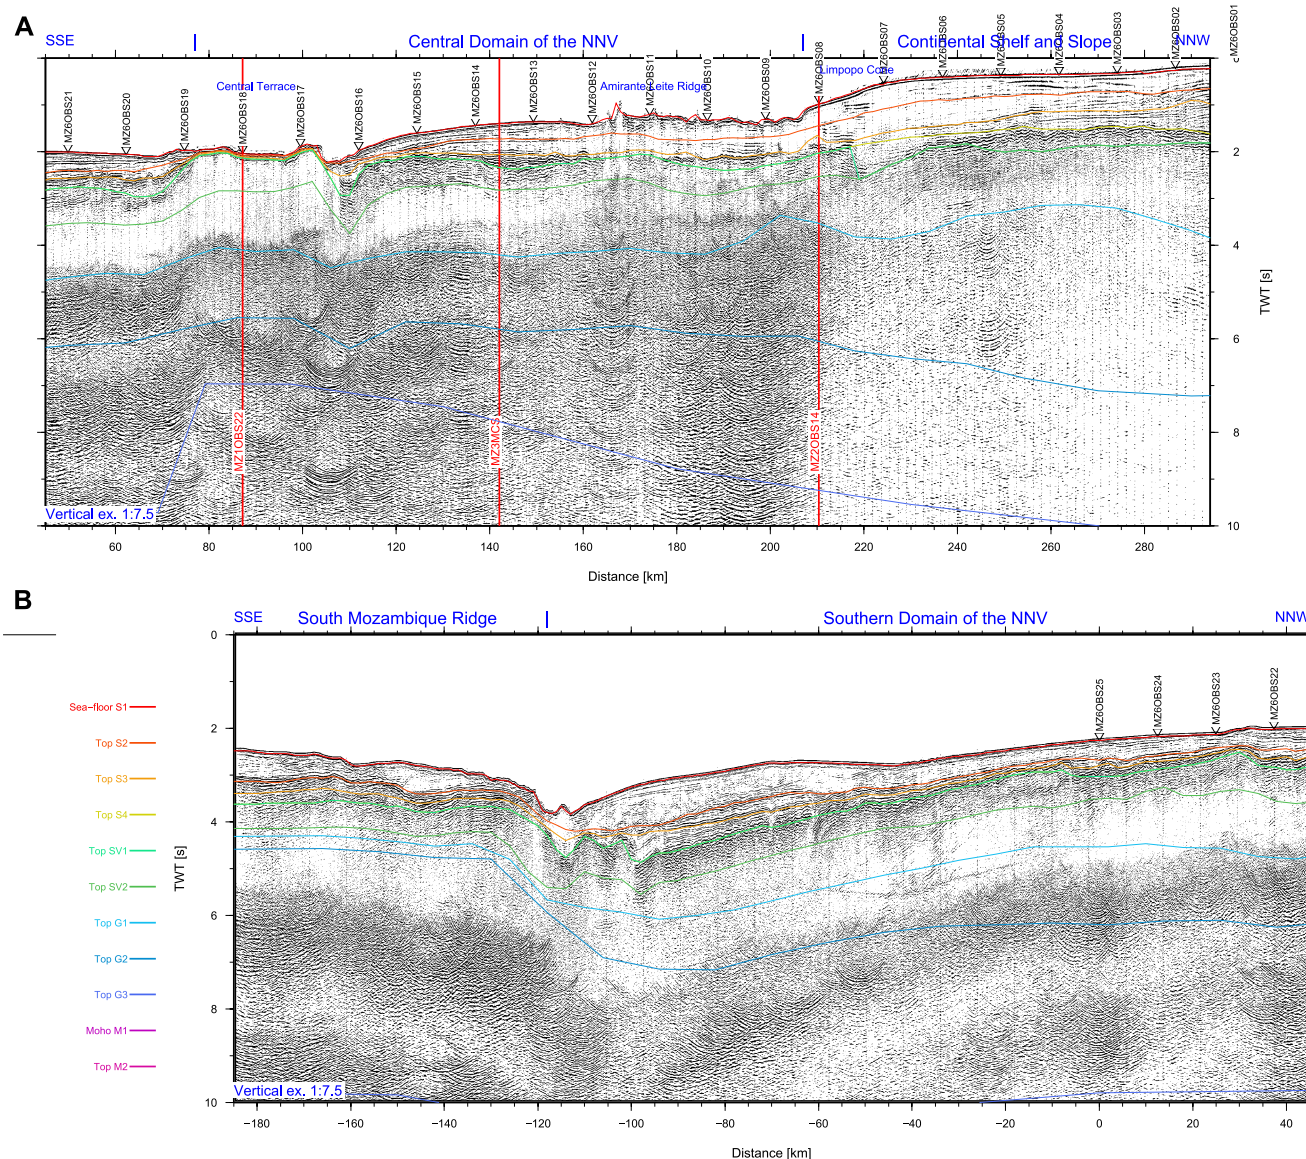 A
SSE
Central Domain of the NNV
Continental Shelf and Slope
NNW
Central Terrace
Amirante Leite Ridge
Limpopo Cone
MZ6OBS21
MZ6OBS20
MZ6OBS19
MZ6OBS18
MZ6OBS17
MZ6OBS16
MZ6OBS15
MZ6OBS14
MZ6OBS13
MZ6OBS12
MZ6OBS11
MZ6OBS10
MZ6OBS09
MZ6OBS08
MZ6OBS07
MZ6OBS06
MZ6OBS05
MZ6OBS04
MZ6OBS03
MZ6OBS02
MZ6OBS01
2
4
6
8
10
TWT [s]
MZ1OBS22
MZ3MCS
MZ2OBS14
Vertical ex. 1:7.5
60
80
100
120
140
160
180
200
220
240
260
280
Distance [km]
B
SSE
South Mozambique Ridge
Southern Domain of the NNV
NNW
MZ6OBS25
MZ6OBS24
MZ6OBS23
MZ6OBS22
Sea-floor S1
Top S2
Top S3
Top S4
Top SV1
Top SV2
Top G1
Top G2
Top G3
Moho M1
Top M2
0
2
4
6
8
10
TWT [s]
Vertical ex. 1:7.5
−180
−160
−140
−120
−100
−80
−60
−40
−20
0
20
40
Distance [km]